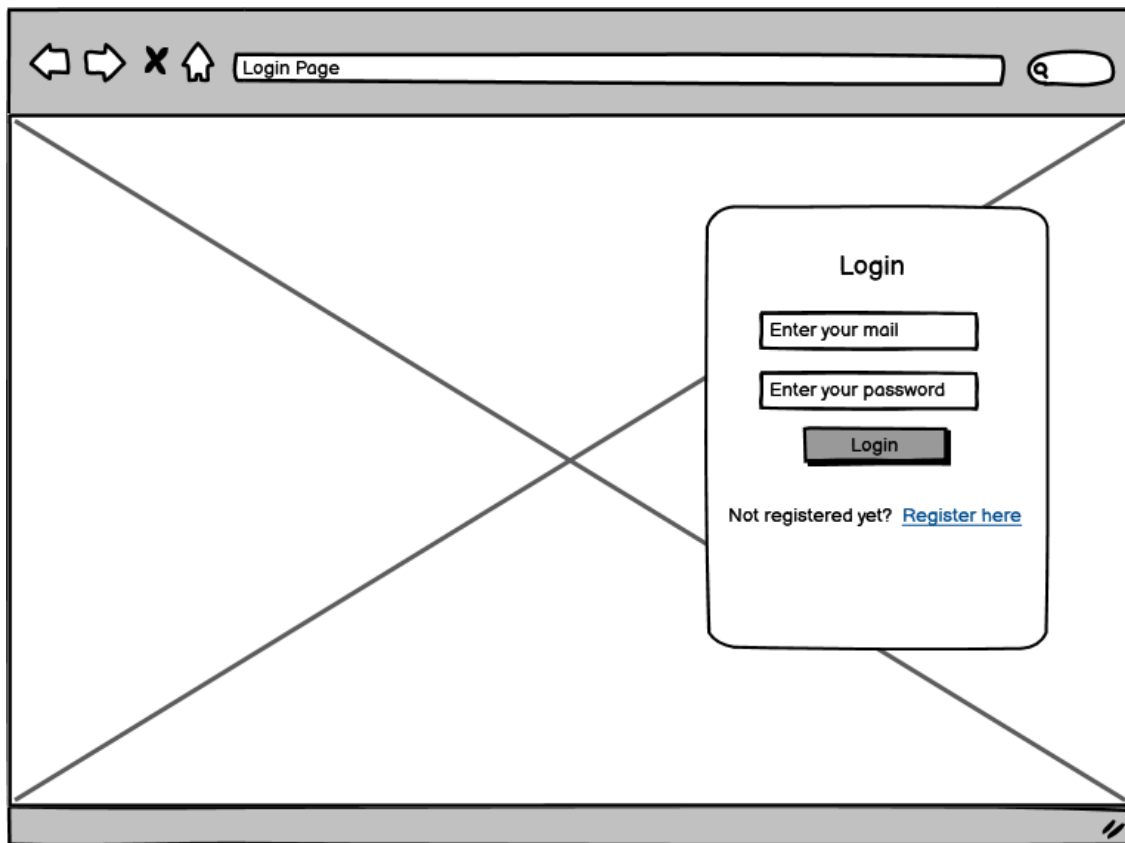 Login Page
Login
Enter your mail
Enter your password
Login
Not registered yet? Register here